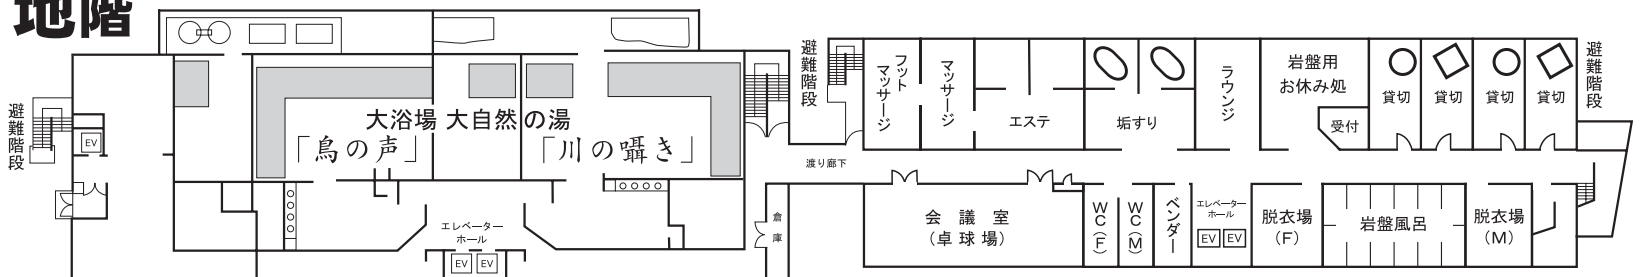 地階
避難階段
EV
大浴場 大自然の湯
「鳥の声」
「川の囁き」
エレベーター
ホール
EV EV
避難階段
フット
マッサージ
マッサージ
エステ
垢すり
ラウンジ
岩盤用
お休み処
受付
貸切
貸切
貸切
貸切
避難階段
渡り廊下
倉庫
会議室
(卓球場)
WC(F)
WC(M)
ベンダー
エレベーター
ホール
EV EV
脱衣場
(F)
岩盤風呂
脱衣場
(M)